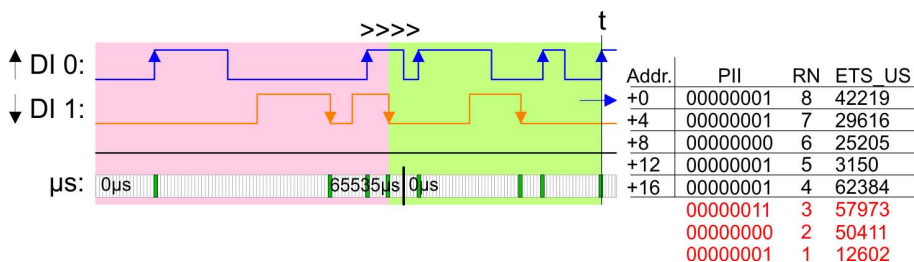 >>>> t
↑ DI 0:
↓ DI 1:
µs: 0µs 65535µs 0µs
Addr. PII RN ETS_US
+0 00000001 8 42219
+4 00000001 7 29616
+8 00000000 6 25205
+12 00000001 5 3150
+16 00000001 4 62384
00000011 3 57973
00000000 2 50411
00000001 1 12602